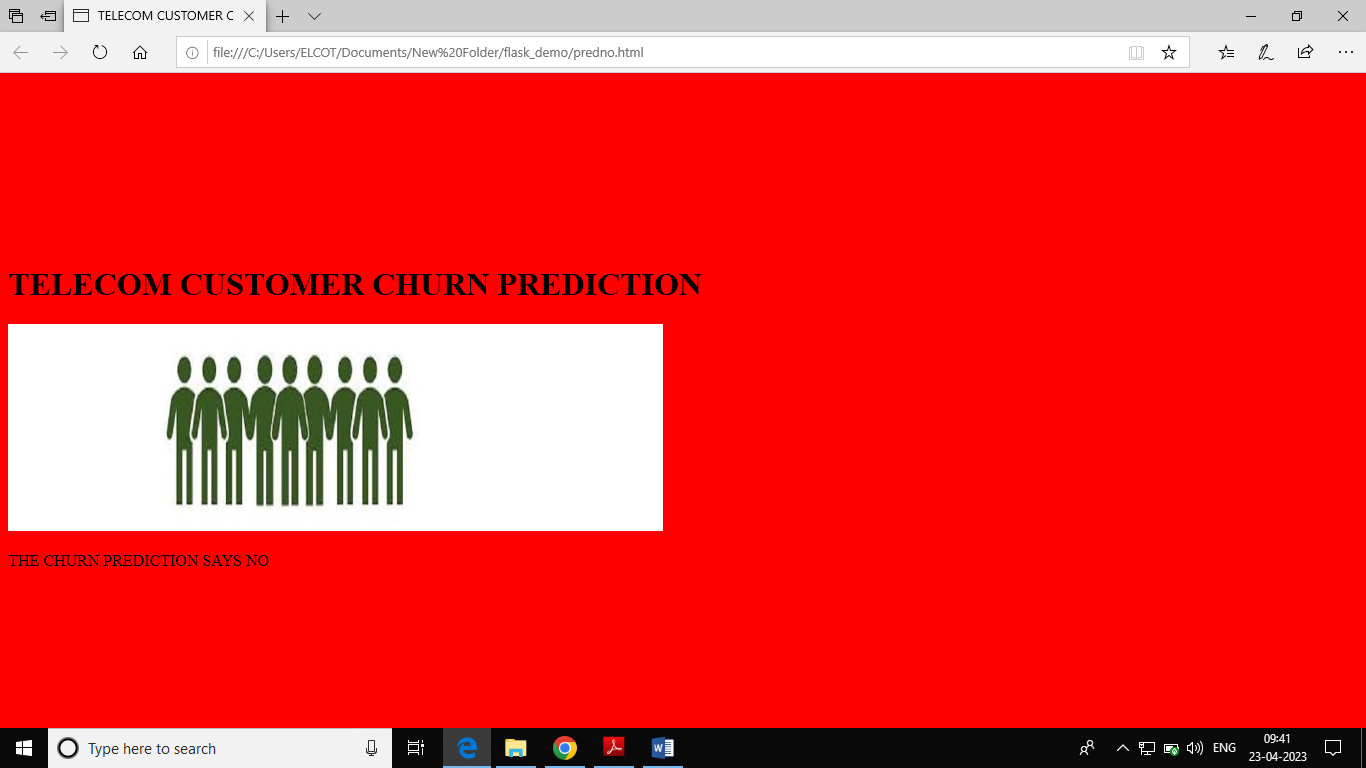 TELECOM CUSTOMER C
file:///C:/Users/ELCOT/Documents/New%20Folder/flask_demo/predno.html
TELECOM CUSTOMER CHURN PREDICTION
THE CHURN PREDICTION SAYS NO
Type here to search
ENG
09:41
23-04-2023